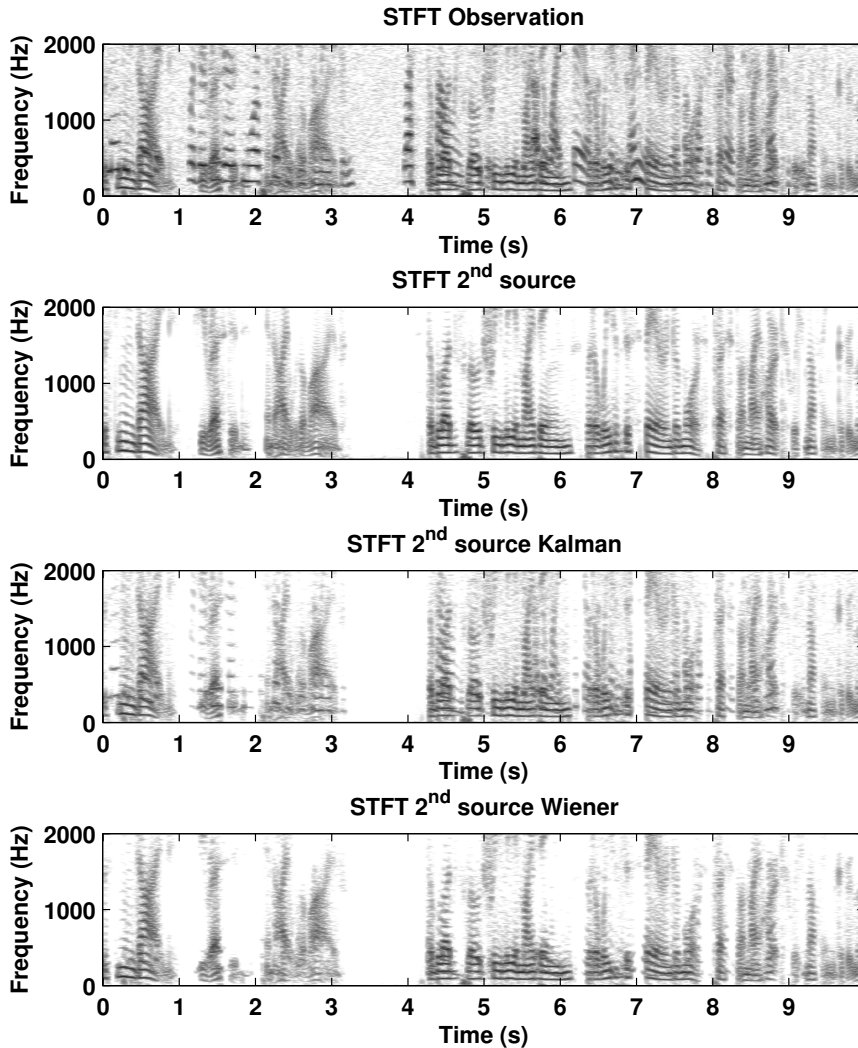 STFT Observation
Frequency (Hz)
2000
1000
0
0 1 2 3 4 5 6 7 8 9
Time (s)
STFT 2nd source
Frequency (Hz)
2000
1000
0
0 1 2 3 4 5 6 7 8 9
Time (s)
STFT 2nd source Kalman
Frequency (Hz)
2000
1000
0
0 1 2 3 4 5 6 7 8 9
Time (s)
STFT 2nd source Wiener
Frequency (Hz)
2000
1000
0
0 1 2 3 4 5 6 7 8 9
Time (s)